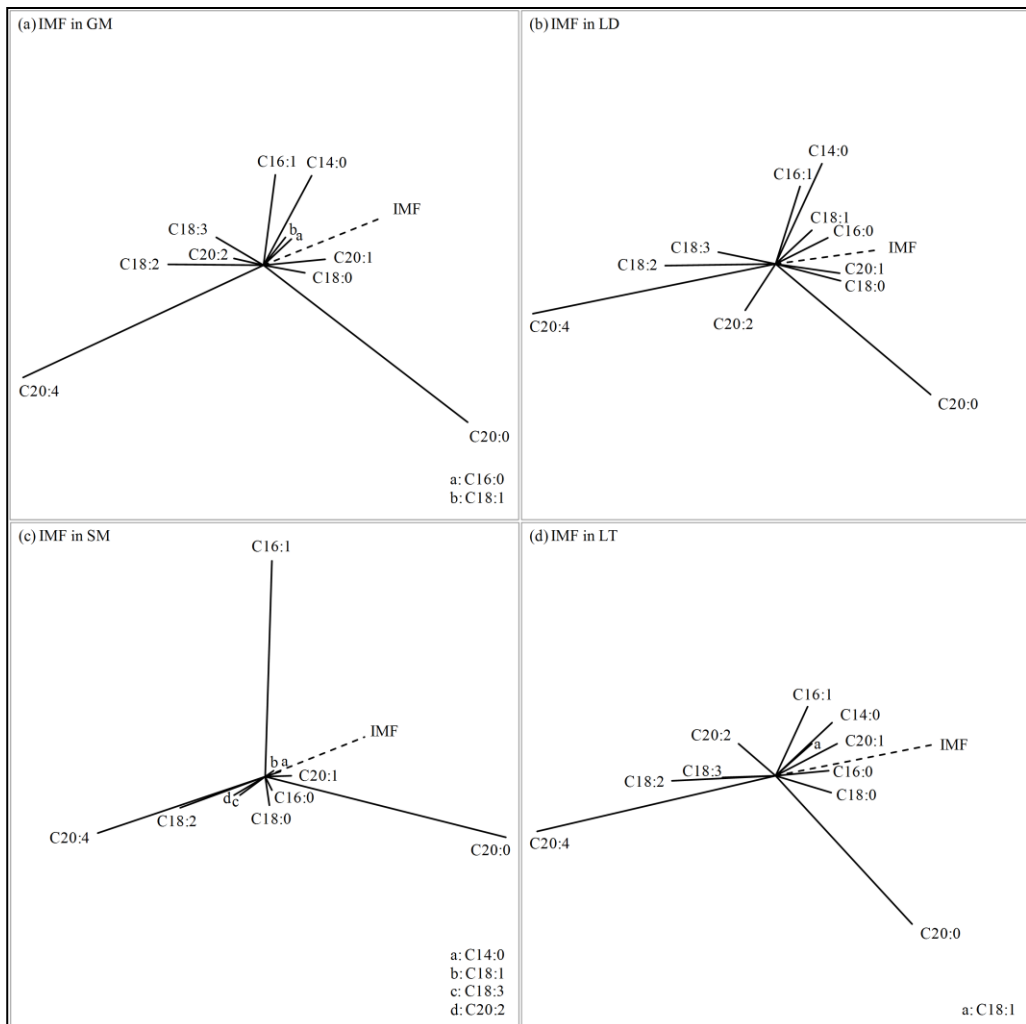 (a) IMF in GM
C16:1
C14:0
IMF
C18:3
b
a
C20:2
C20:1
C18:2
C18:0
C20:4
C20:0
a: C16:0
b: C18:1
(b) IMF in LD
C14:0
C16:1
C18:1
C16:0
C18:3
IMF
C18:2
C20:1
C18:0
C20:2
C20:4
C20:0
(c) IMF in SM
C16:1
IMF
b a
C20:1
d c
C16:0
C18:2
C18:0
C20:4
C20:0
a: C14:0
b: C18:1
c: C18:3
d: C20:2
(d) IMF in LT
C16:1
C14:0
C20:2
a
C20:1
IMF
C18:3
C16:0
C18:2
C18:0
C20:4
C20:0
a: C18:1